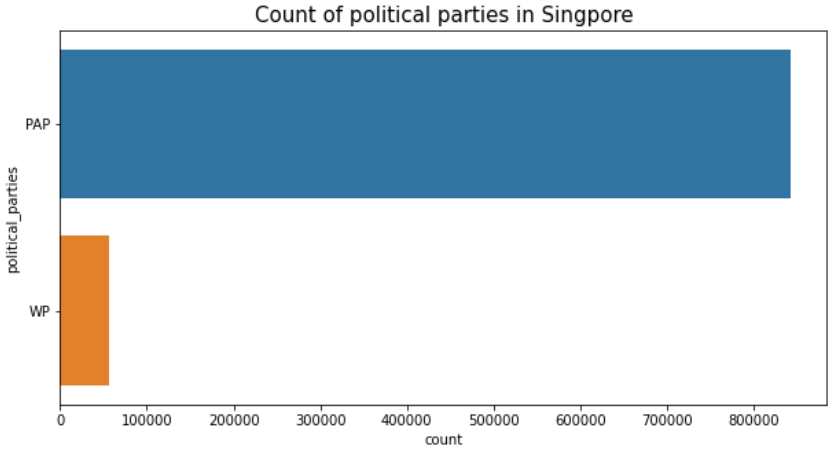 Count of political parties in Singpore
political_parties
PAP
WP
0 100000 200000 300000 400000 500000 600000 700000 800000
count